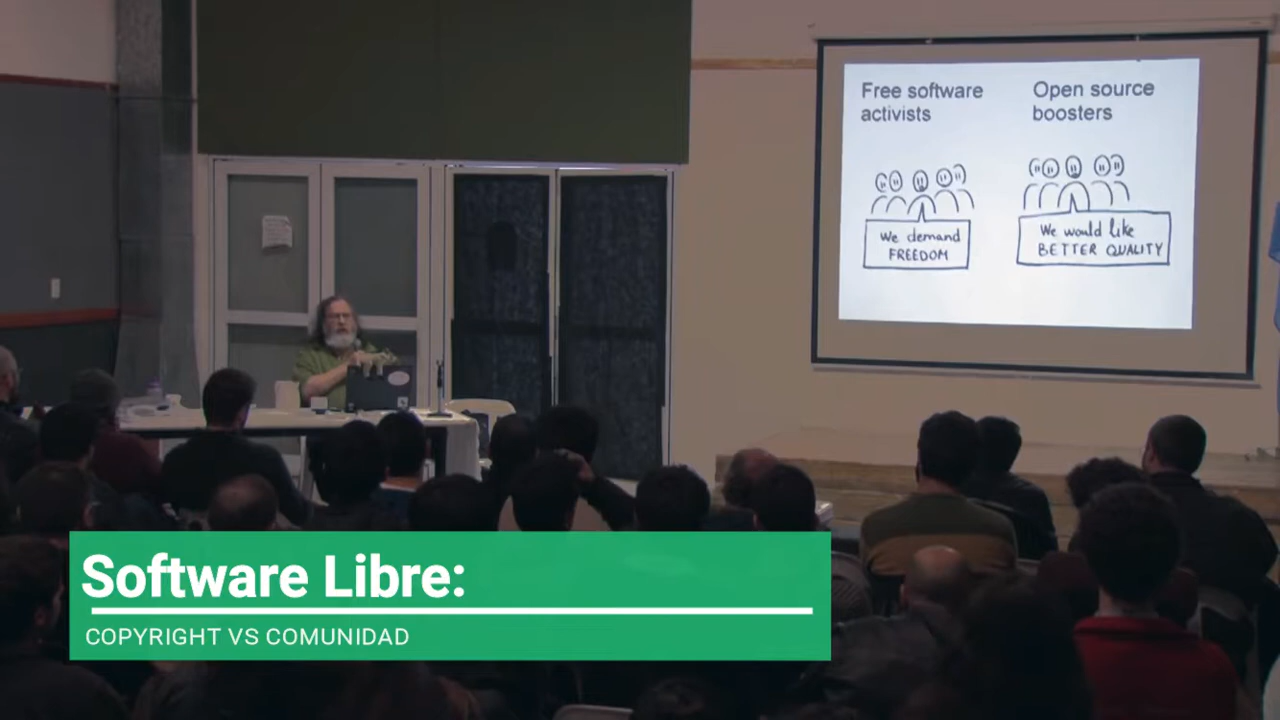 Free software
activists
Open source
boosters
We demand
FREEDOM
We would like
BETTER QUALITY
Software Libre:
COPYRIGHT VS COMUNIDAD